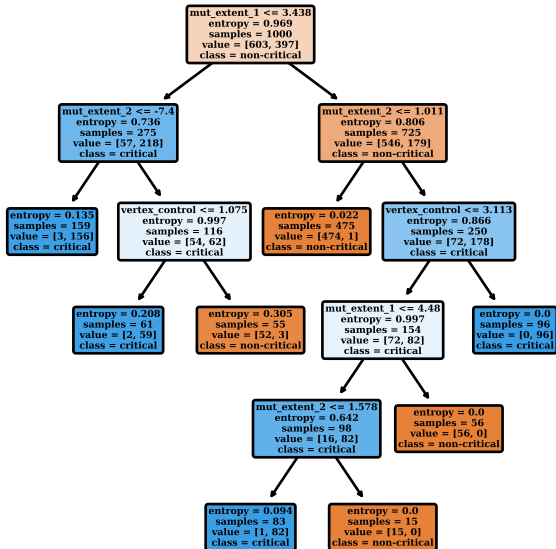 mut_extent_1 <= 3.438
entropy = 0.969
samples = 1000
value = [603, 397]
class = non-critical
mut_extent_2 <= -7.4
entropy = 0.736
samples = 275
value = [57, 218]
class = critical
mut_extent_2 <= 1.011
entropy = 0.806
samples = 725
value = [546, 179]
class = non-critical
entropy = 0.135
samples = 159
value = [3, 156]
class = critical
vertex_control <= 1.075
entropy = 0.997
samples = 116
value = [54, 62]
class = critical
entropy = 0.022
samples = 475
value = [474, 1]
class = non-critical
vertex_control <= 3.113
entropy = 0.866
samples = 250
value = [72, 178]
class = critical
entropy = 0.208
samples = 61
value = [2, 59]
class = critical
entropy = 0.305
samples = 55
value = [52, 3]
class = non-critical
mut_extent_1 <= 4.48
entropy = 0.997
samples = 154
value = [72, 82]
class = critical
entropy = 0.0
samples = 96
value = [0, 96]
class = critical
mut_extent_2 <= 1.578
entropy = 0.642
samples = 98
value = [16, 82]
class = critical
entropy = 0.0
samples = 56
value = [56, 0]
class = non-critical
entropy = 0.094
samples = 83
value = [1, 82]
class = critical
entropy = 0.0
samples = 15
value = [15, 0]
class = non-critical